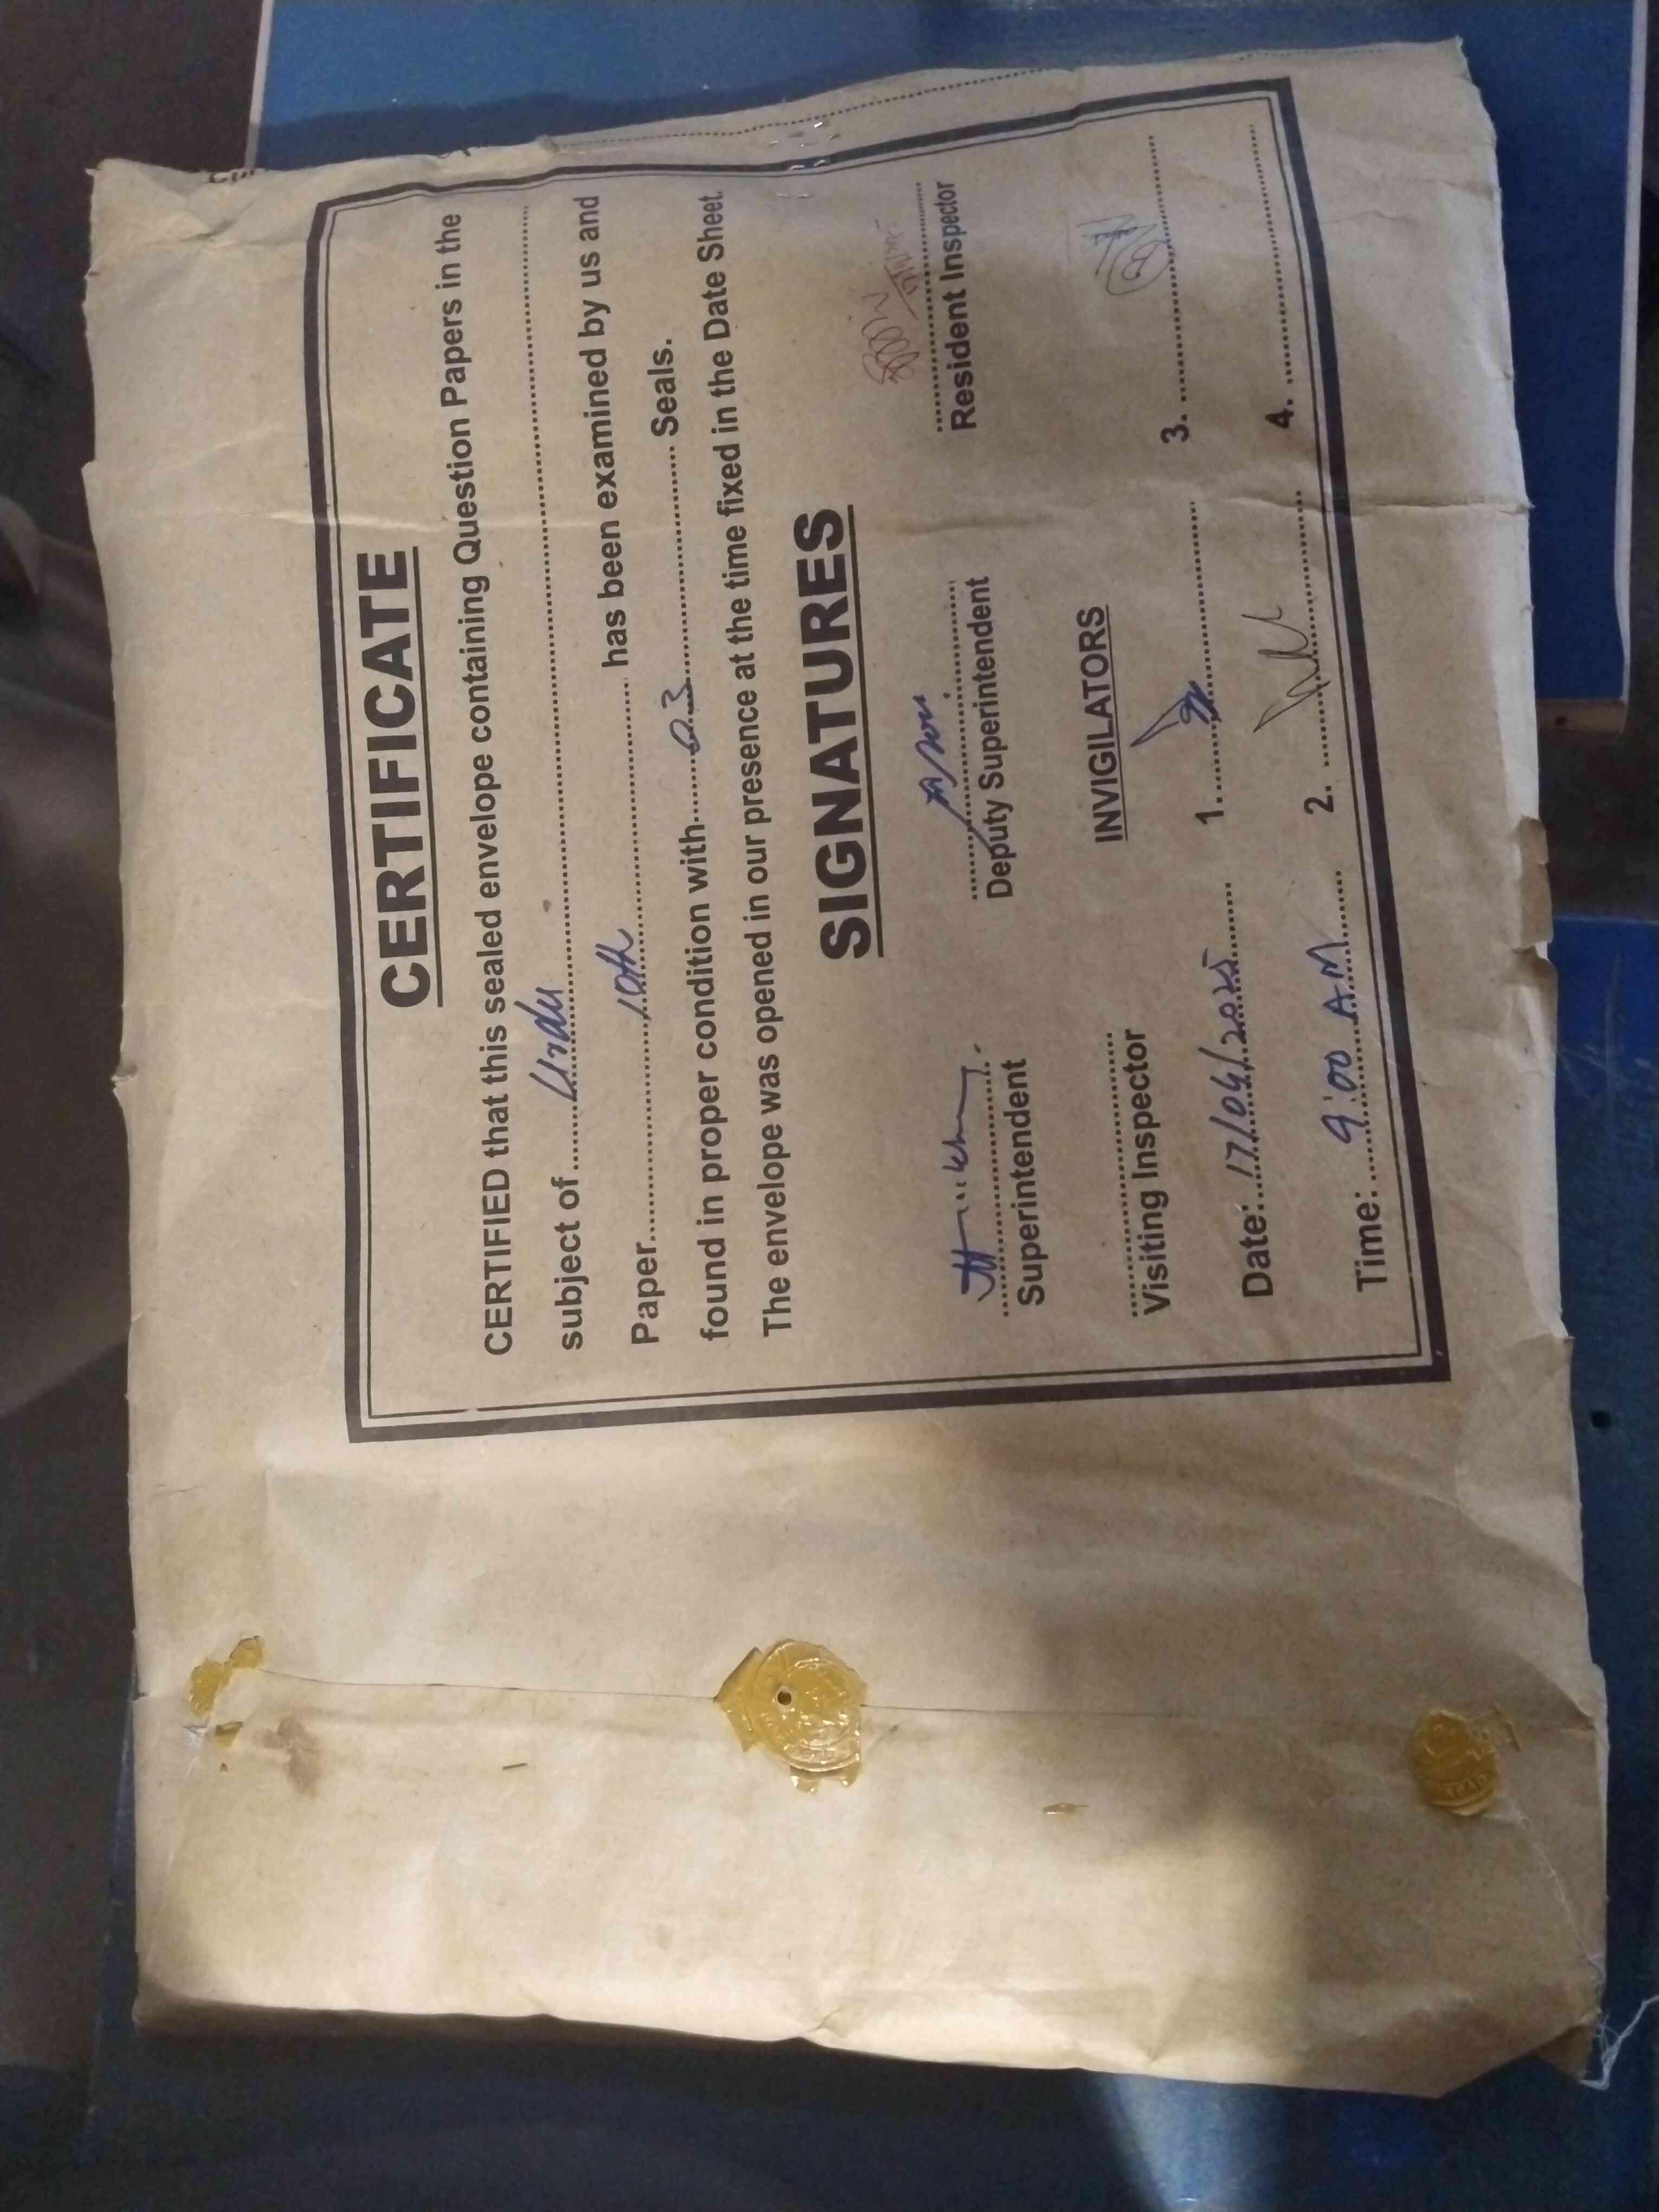 CERTIFICATE
CERTIFIED that this sealed envelope containing Question Papers in the
subject of ........Urdu........
Paper........10th........ has been examined by us and
found in proper condition with........03........ Seals.
The envelope was opened in our presence at the time fixed in the Date Sheet.
SIGNATURES
Superintendent
Deputy Superintendent
Resident Inspector
Visiting Inspector
INVIGILATORS
Date: 17/04/2025
1.
3.
Time: 9:00 AM
2.
4.